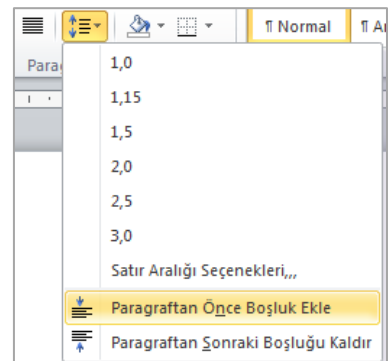 ¶ Normal ¶ A
Para
1,0
1,15
1,5
2,0
2,5
3,0
Satır Aralığı Seçenekleri,,,
Paragraftan Önce Boşluk Ekle
Paragraftan Sonraki Boşluğu Kaldır